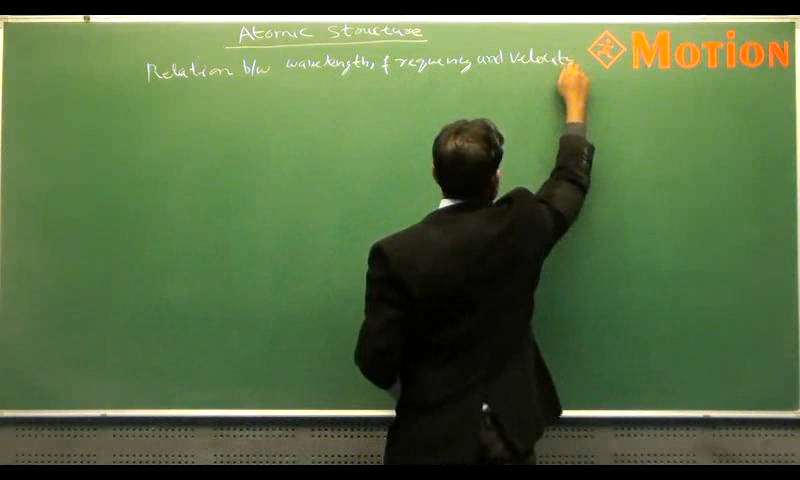 Atomic Structure
Relation b/w wavelength, frequency and velocity
MOTION